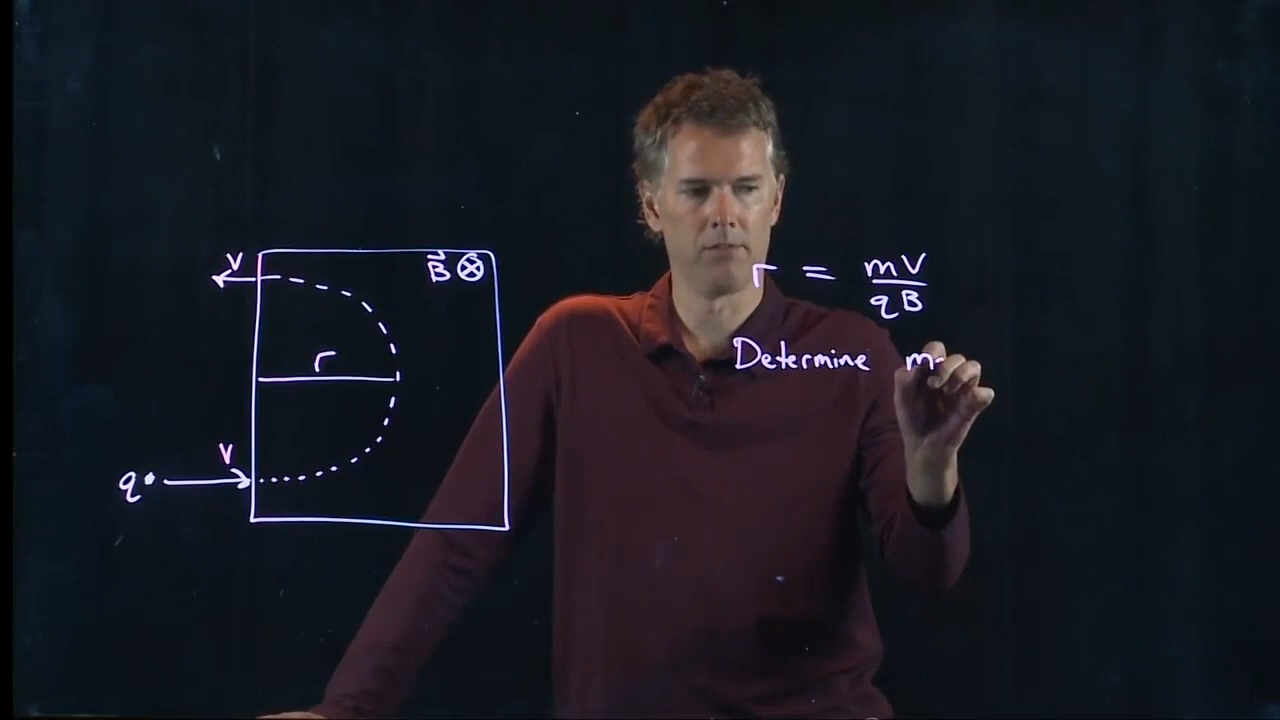 v
B⃗ ⊗
r
v
q
r = mv/qB
Determine m